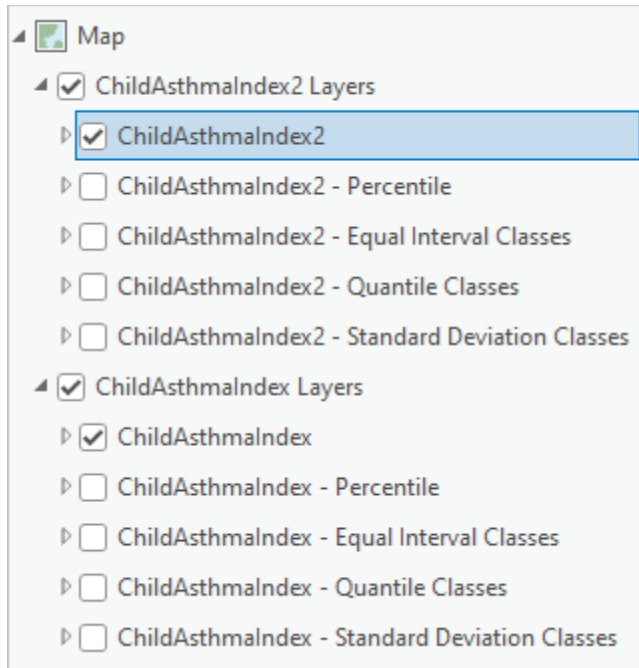 Map
ChildAsthmaIndex2 Layers
ChildAsthmaIndex2
ChildAsthmaIndex2 - Percentile
ChildAsthmaIndex2 - Equal Interval Classes
ChildAsthmaIndex2 - Quantile Classes
ChildAsthmaIndex2 - Standard Deviation Classes
ChildAsthmaIndex Layers
ChildAsthmaIndex
ChildAsthmaIndex - Percentile
ChildAsthmaIndex - Equal Interval Classes
ChildAsthmaIndex - Quantile Classes
ChildAsthmaIndex - Standard Deviation Classes